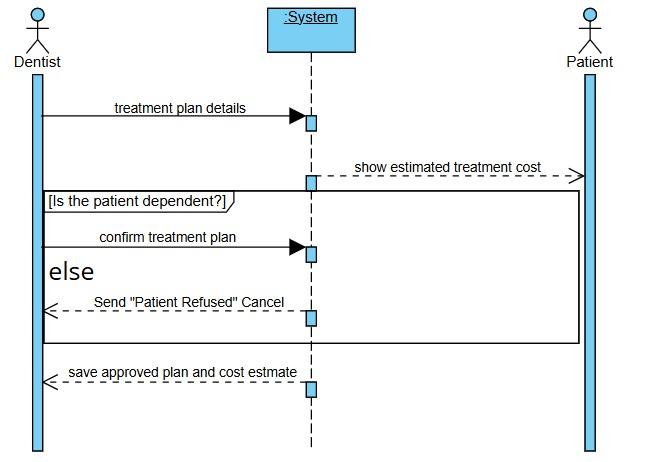 :System
Dentist
Patient
treatment plan details
show estimated treatment cost
[Is the patient dependent?]
confirm treatment plan
else
Send "Patient Refused" Cancel
save approved plan and cost estmate